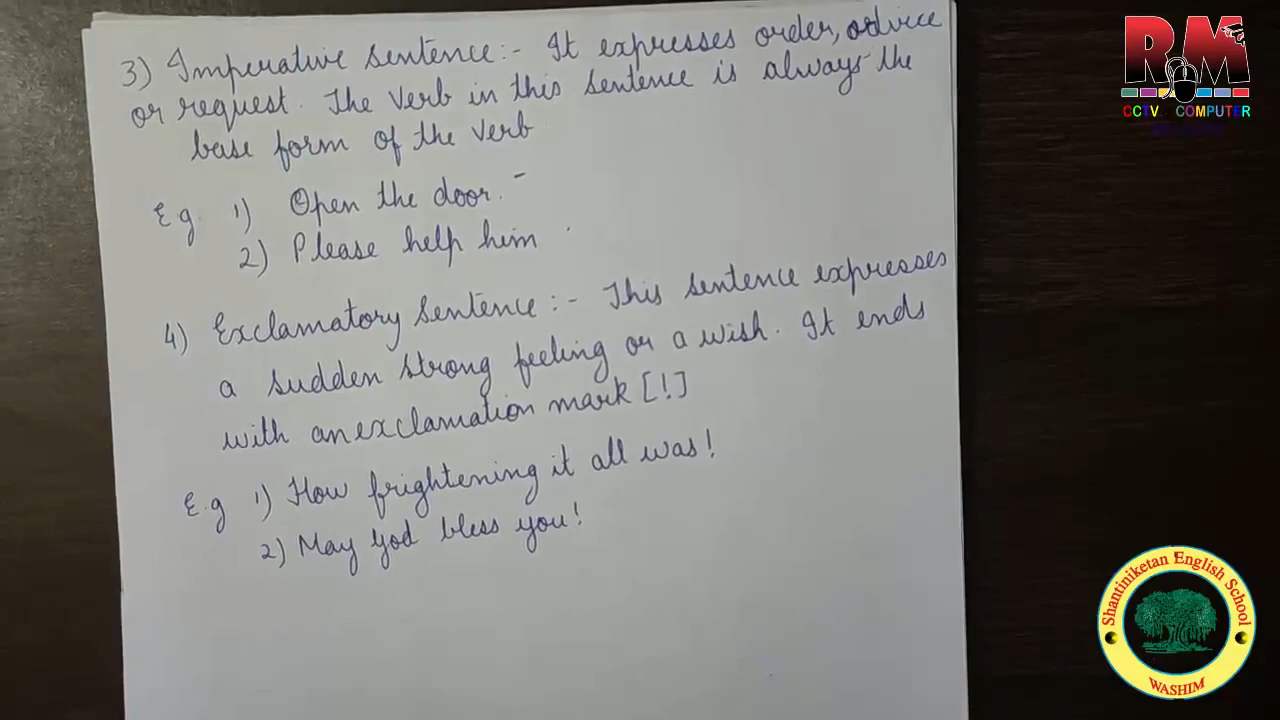 3) Imperative Sentence:- It expresses order, advice
or request. The Verb in this sentence is always the
base form of the Verb
Eg. 1) Open the door.
2) Please help him.
4) Exclamatory Sentence:- This sentence expresses
a sudden strong feeling or a wish. It ends
with an exclamation mark [!]
E.g 1) How frightening it all was!
2) May God bless you!
RM
CCTV COMPUTER
Shantiniketan English School
WASHIM